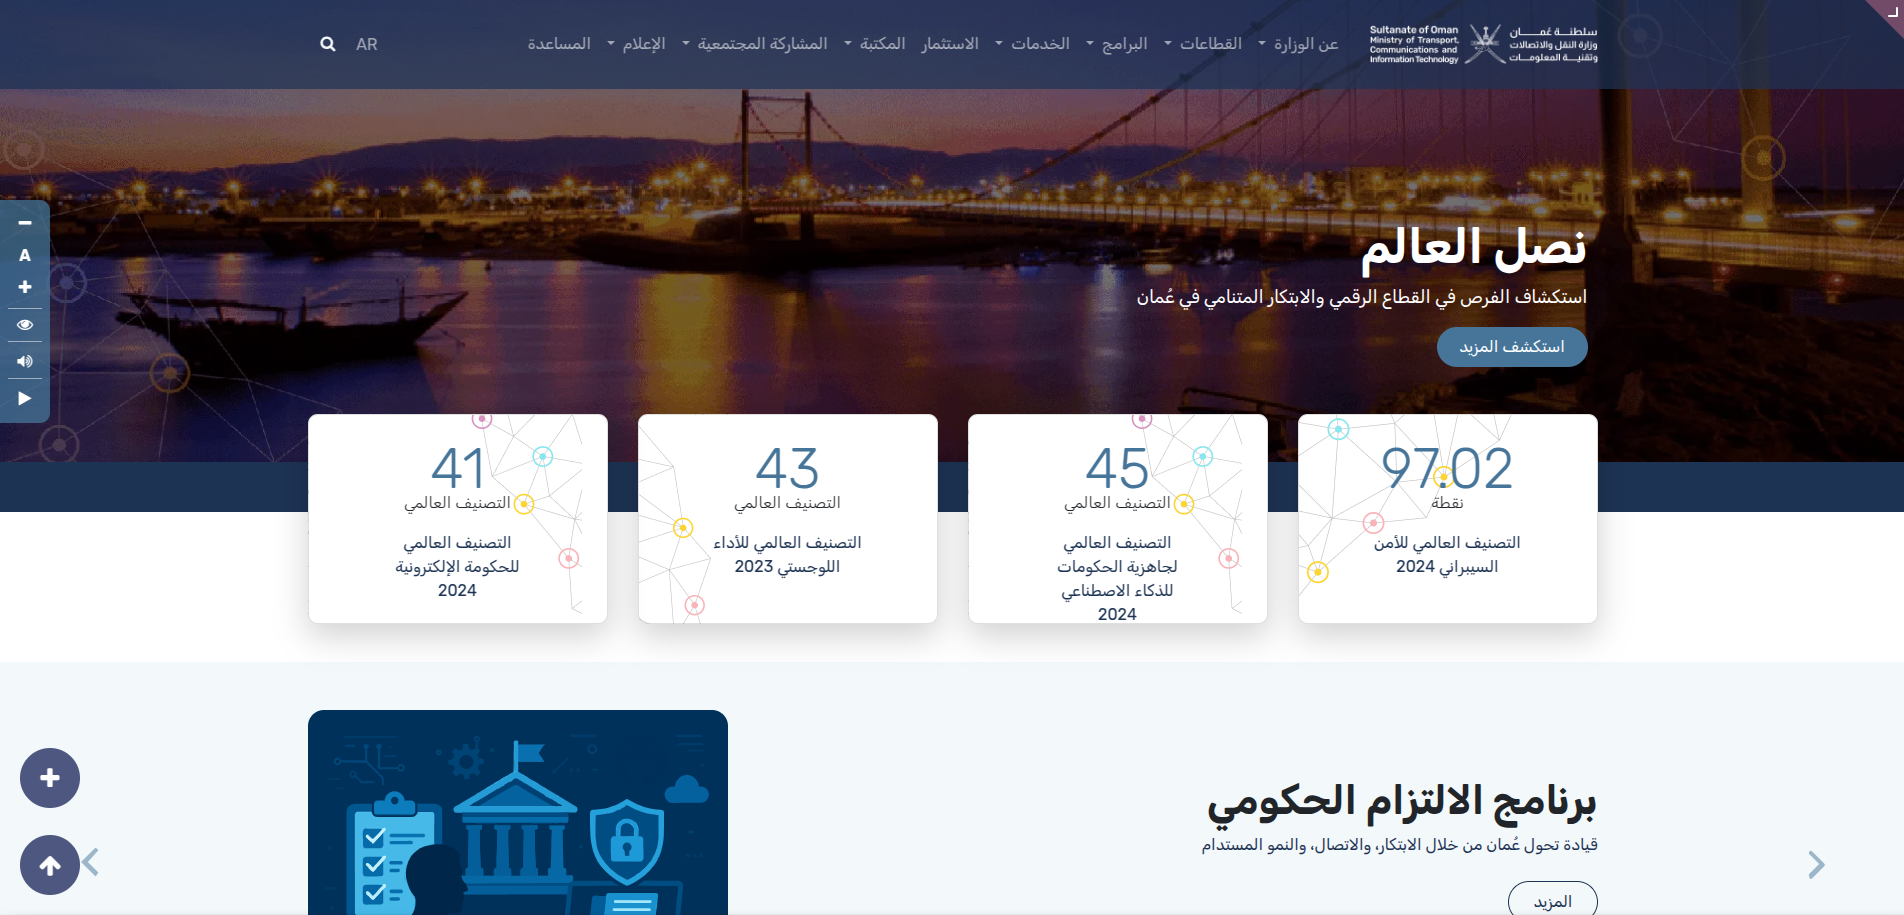 Sultanate of Oman
Ministry of Transport,
Communications and
Information Technology
سلطنة عُمان
وزارة النقل والاتصالات
وتقنية المعلومات
عن الوزارة
القطاعات
البرامج
الخدمات
الاستثمار
المكتبة
المشاركة المجتمعية
الإعلام
المساعدة
AR
A
نصل العالم
استكشاف الفرص في القطاع الرقمي والابتكار المتنامي في عُمان
استكشف المزيد
97.02
نقطة
التصنيف العالمي للأمن
السيبراني 2024
45
التصنيف العالمي
التصنيف العالمي
لجاهزية الحكومات
للذكاء الاصطناعي
2024
43
التصنيف العالمي
التصنيف العالمي للأداء
اللوجستي 2023
41
التصنيف العالمي
التصنيف العالمي
للحكومة الإلكترونية
2024
برنامج الالتزام الحكومي
قيادة تحول عُمان من خلال الابتكار، والاتصال، والنمو المستدام
المزيد